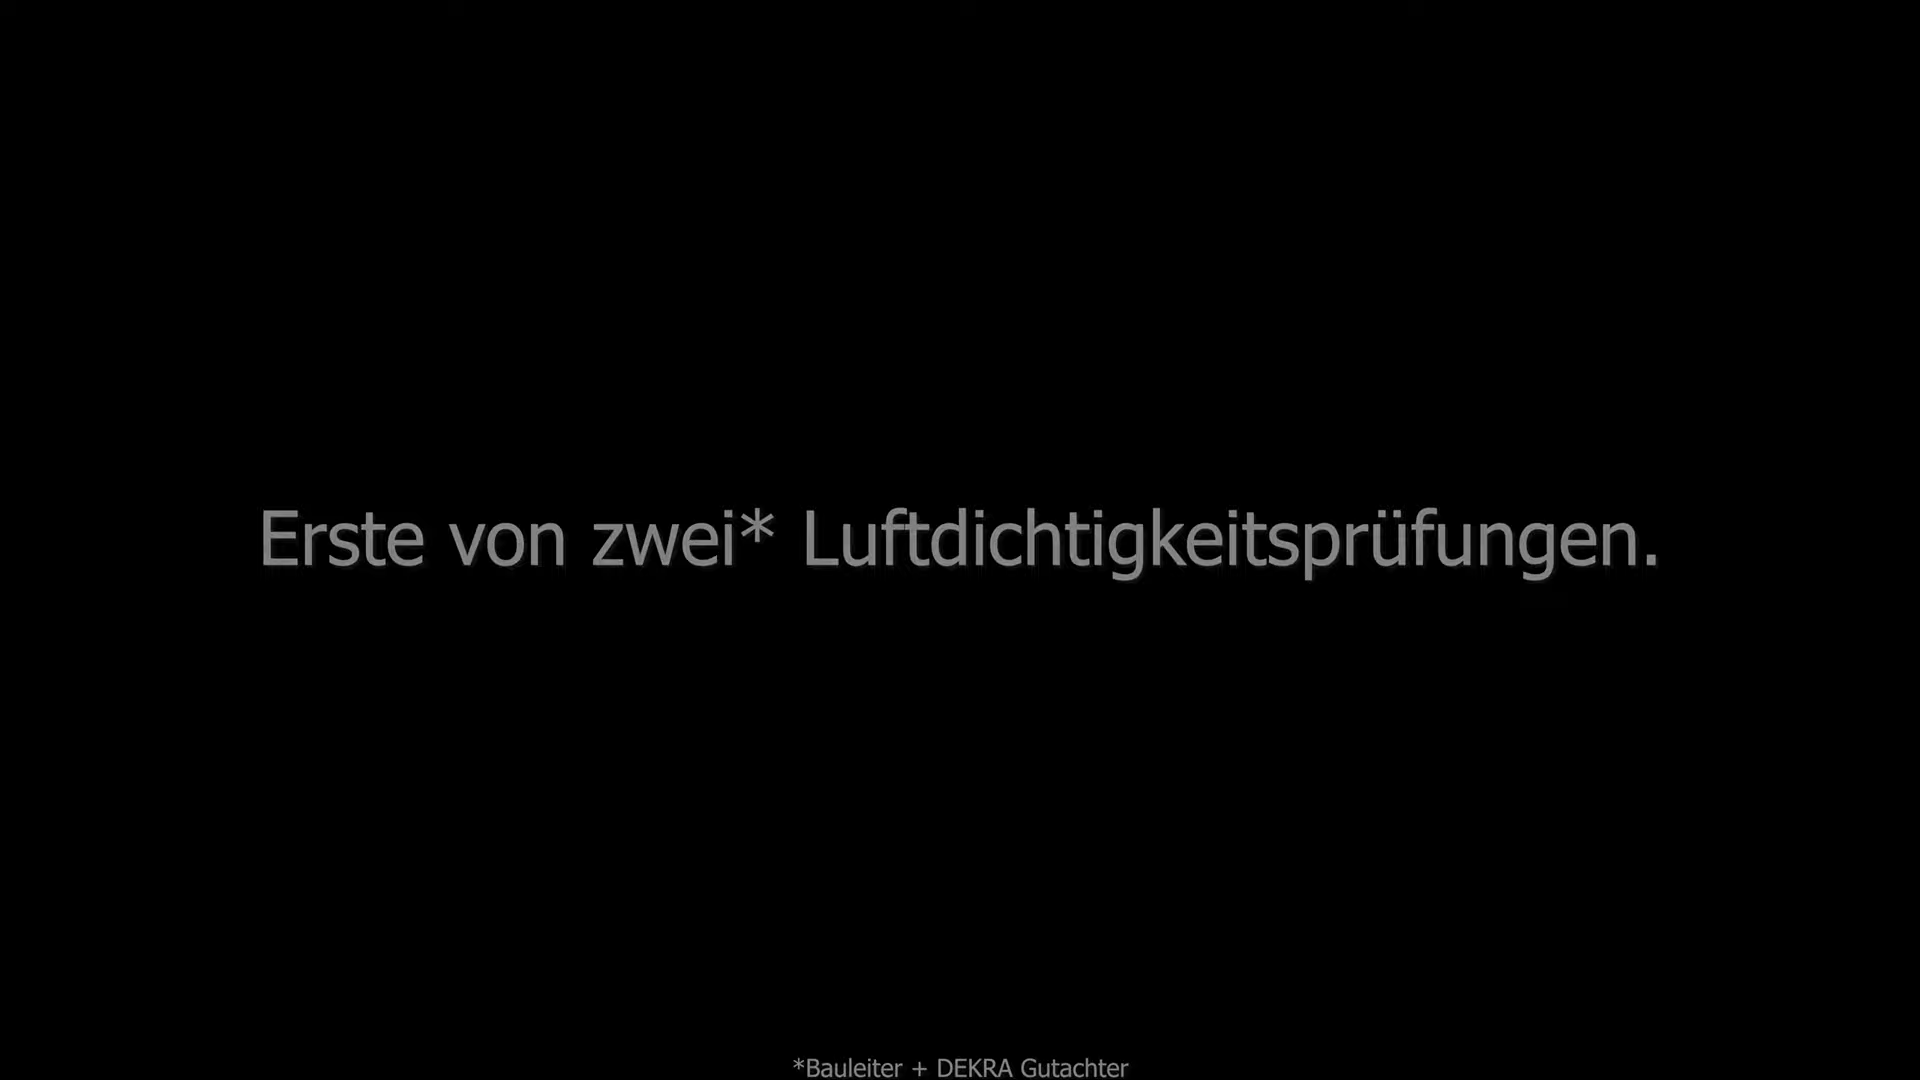 Erste von zwei* Luftdichtigkeitsprüfungen.
*Bauleiter + DEKRA Gutachter